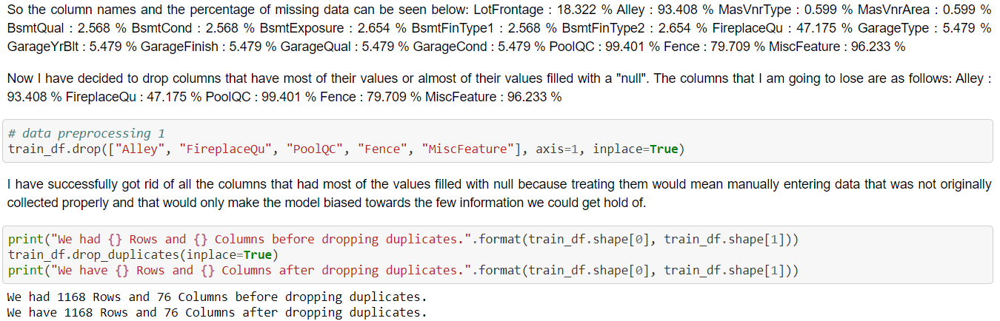 So the column names and the percentage of missing data can be seen below: LotFrontage : 18.322 % Alley : 93.408 % MasVnrType : 0.599 % MasVnrArea : 0.599 %
BsmtQual : 2.568 % BsmtCond : 2.568 % BsmtExposure : 2.654 % BsmtFinType1 : 2.568 % BsmtFinType2 : 2.654 % FireplaceQu : 47.175 % GarageType : 5.479 %
GarageYrBlt : 5.479 % GarageFinish : 5.479 % GarageQual : 5.479 % GarageCond : 5.479 % PoolQC : 99.401 % Fence : 79.709 % MiscFeature : 96.233 %
Now I have decided to drop columns that have most of their values or almost of their values filled with a "null". The columns that I am going to lose are as follows: Alley :
93.408 % FireplaceQu : 47.175 % PoolQC : 99.401 % Fence : 79.709 % MiscFeature : 96.233 %
# data preprocessing 1
train_df.drop(["Alley", "FireplaceQu", "PoolQC", "Fence", "MiscFeature"], axis=1, inplace=True)
I have successfully got rid of all the columns that had most of the values filled with null because treating them would mean manually entering data that was not originally
collected properly and that would only make the model biased towards the few information we could get hold of.
print("We had {} Rows and {} Columns before dropping duplicates.".format(train_df.shape[0], train_df.shape[1]))
train_df.drop_duplicates(inplace=True)
print("We have {} Rows and {} Columns after dropping duplicates.".format(train_df.shape[0], train_df.shape[1]))
We had 1168 Rows and 76 Columns before dropping duplicates.
We have 1168 Rows and 76 Columns after dropping duplicates.